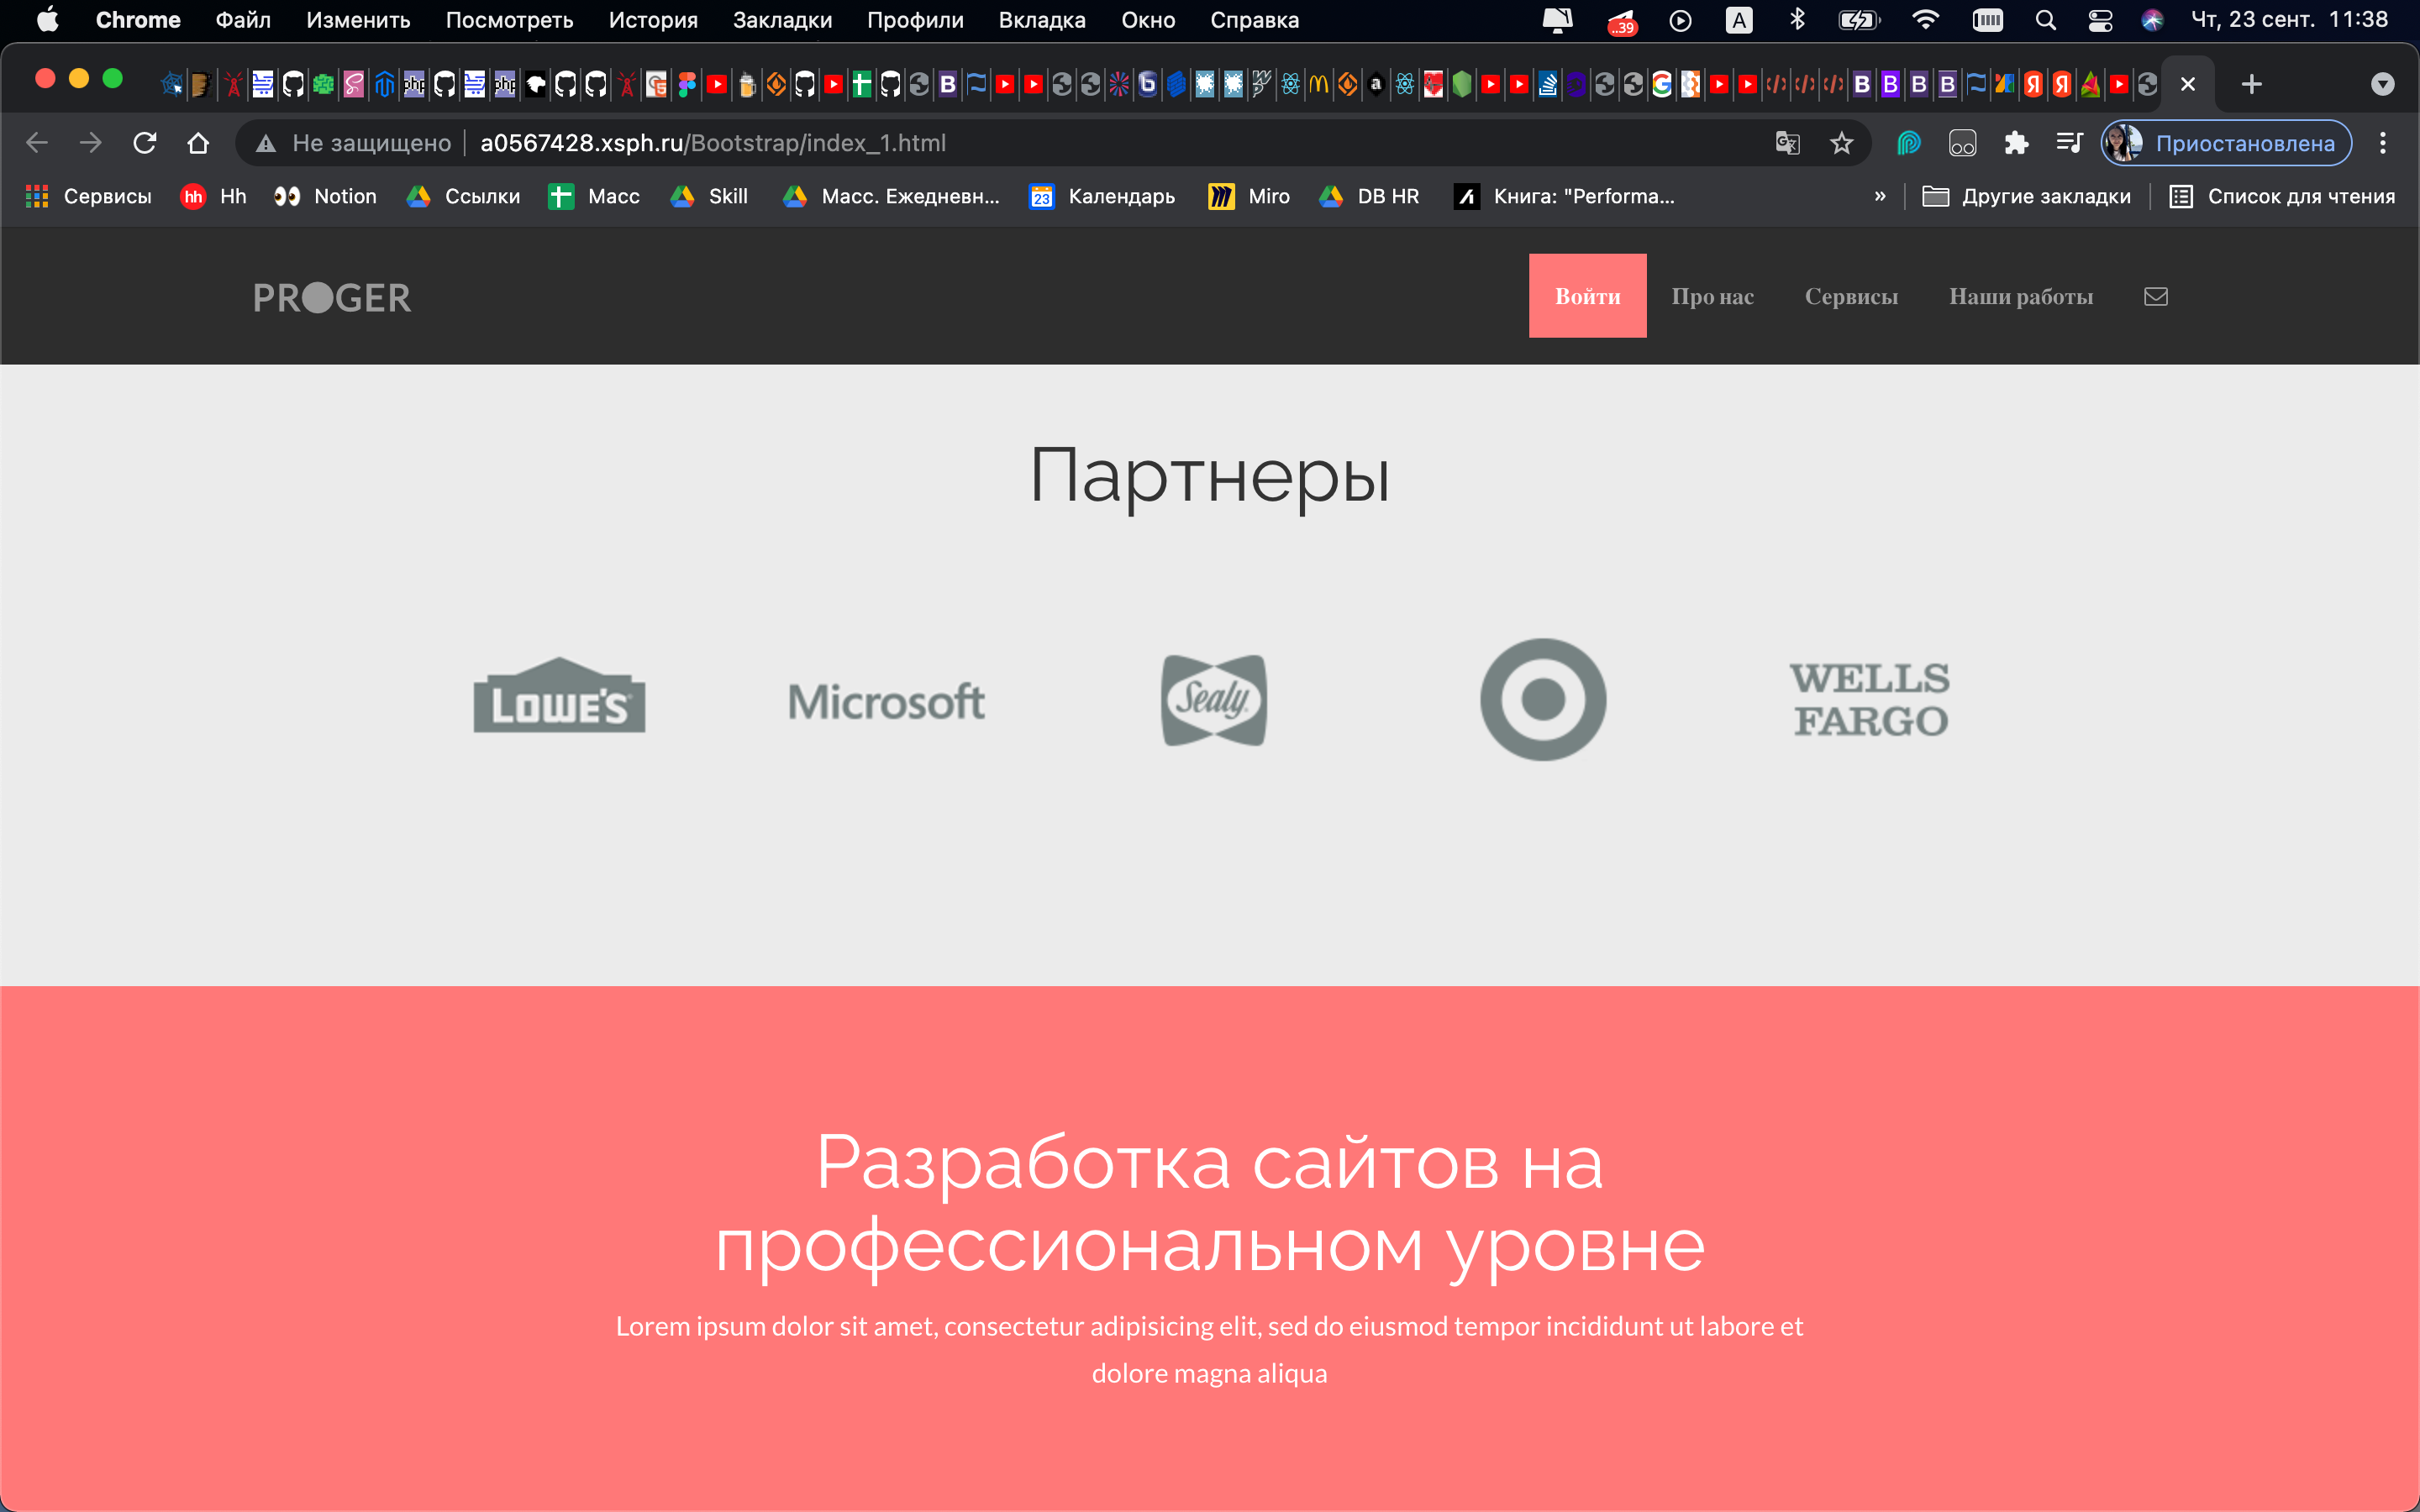 Chrome Файл Изменить Посмотреть История Закладки Профили Вкладка Окно Справка ..39 A Чт, 23 сент. 11:38
Не защищено a0567428.xsph.ru/Bootstrap/index_1.html Приостановлена
Сервисы hh Hh Notion Ссылки Масс Skill Масс. Ежедневн... 23 Календарь Miro DB HR Книга: "Performa... » Другие закладки Список для чтения
PROGER Войти Про нас Сервисы Наши работы
Партнеры
LOWE'S Microsoft Sealy WELLS
FARGO
Разработка сайтов на
профессиональном уровне
Lorem ipsum dolor sit amet, consectetur adipisicing elit, sed do eiusmod tempor incididunt ut labore et
dolore magna aliqua